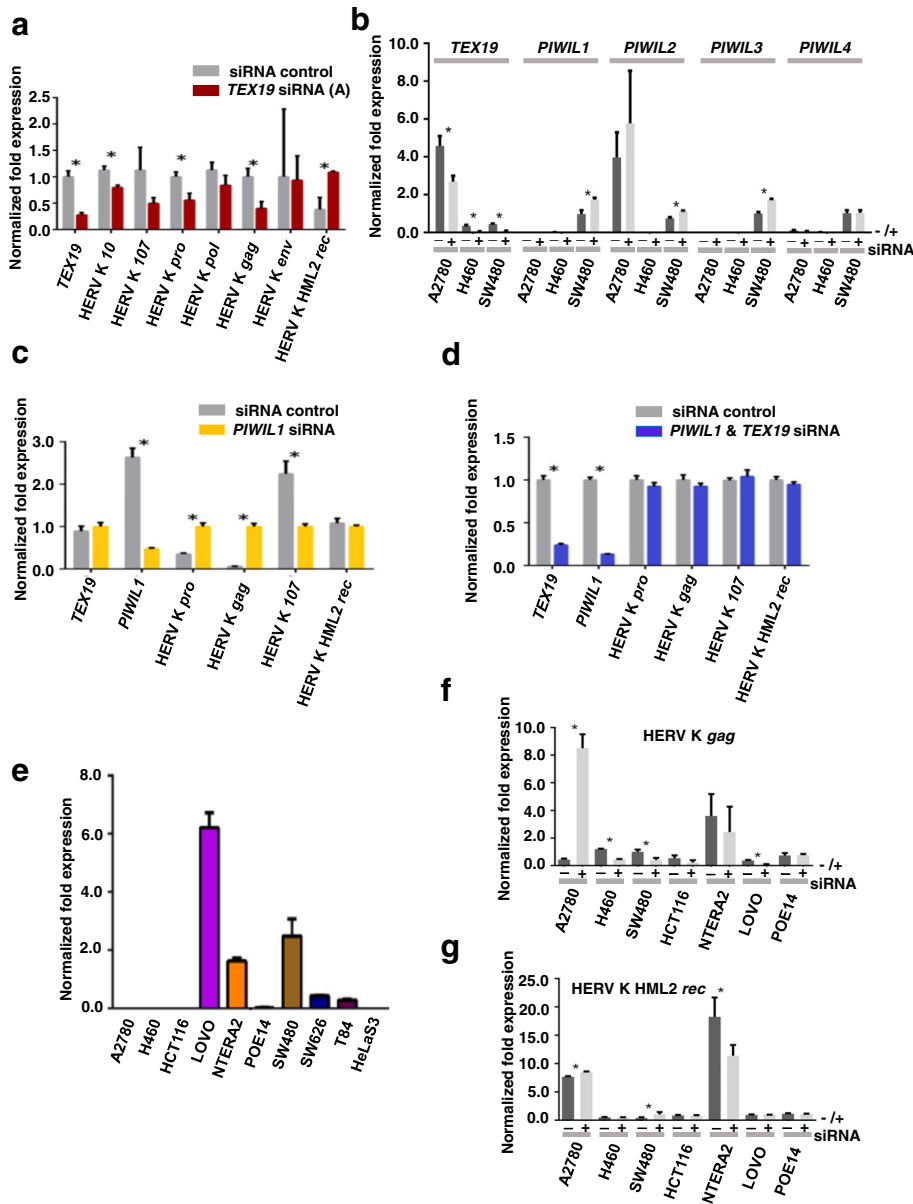 a
siRNA control
TEX19 siRNA (A)
Normalized fold expression
2.5
2.0
1.5
1.0
0.5
0.0
* * * * *
TEX19
HERV K 10
HERV K 107
HERV K pro
HERV K pol
HERV K gag
HERV K env
HERV K HML2 rec
b
TEX19 PIWIL1 PIWIL2 PIWIL3 PIWIL4
Normalized fold expression
10.0
8.0
6.0
4.0
2.0
0.0
* * * * * *
– + – + – + – + – + – + – + – + – + – + – + – + – + – + – + - /+
siRNA
A2780
H460
SW480
A2780
H460
SW480
A2780
H460
SW480
A2780
H460
SW480
A2780
H460
SW480
c
siRNA control
PIWIL1 siRNA
Normalized fold expression
3.0
2.0
1.0
0.0
* * * *
TEX19
PIWIL1
HERV K pro
HERV K gag
HERV K 107
HERV K HML2 rec
d
siRNA control
PIWIL1 & TEX19 siRNA
Normalized fold expression
1.5
1.0
0.5
0.0
* *
TEX19
PIWIL1
HERV K pro
HERV K gag
HERV K 107
HERV K HML2 rec
e
Normalized fold expression
8.0
6.0
4.0
2.0
0.0
A2780
H460
HCT116
LOVO
NTERA2
POE14
SW480
SW626
T84
HeLaS3
f
HERV K gag
Normalized fold expression
10.0
8.0
6.0
4.0
2.0
0.0
* * * *
– + – + – + – + – + – + – + - /+
siRNA
A2780
H460
SW480
HCT116
NTERA2
LOVO
POE14
g
HERV K HML2 rec
Normalized fold expression
25.0
20.0
15.0
10.0
5.0
0.0
* * *
– + – + – + – + – + – + – + - /+
siRNA
A2780
H460
SW480
HCT116
NTERA2
LOVO
POE14